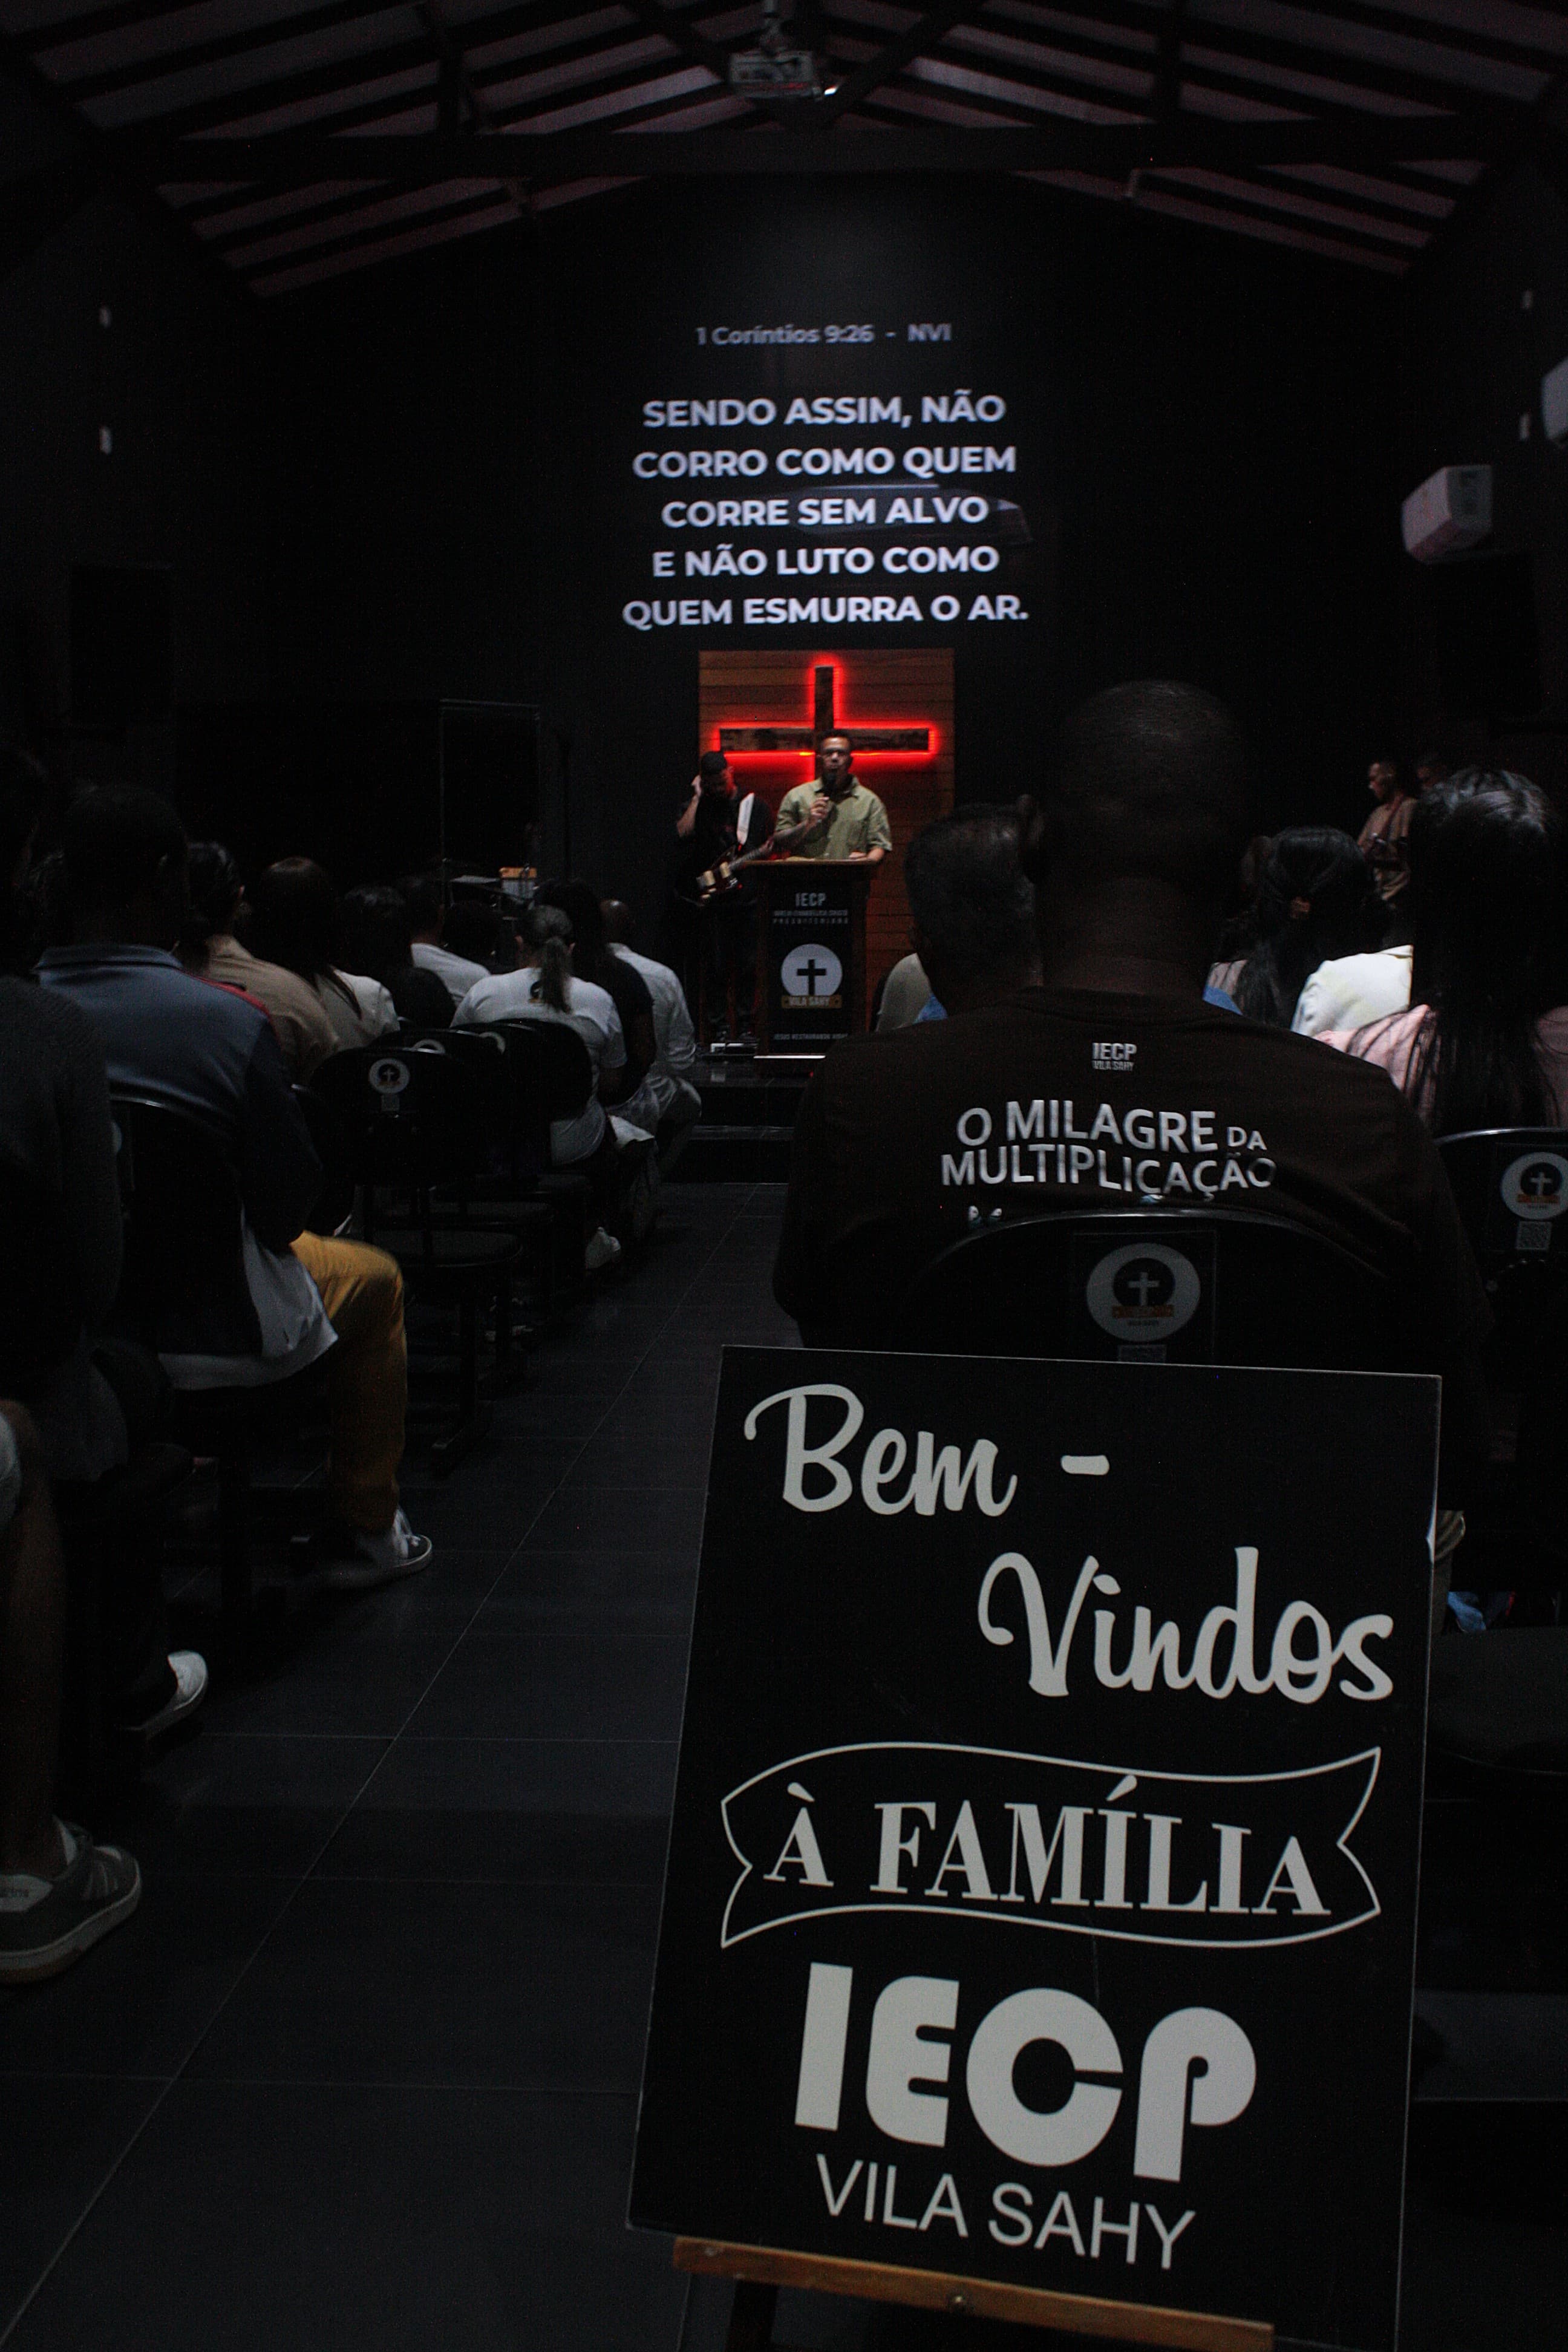 1 Coríntios 9:26 - NVI
SENDO ASSIM, NÃO
CORRO COMO QUEM
CORRE SEM ALVO
E NÃO LUTO COMO
QUEM ESMURRA O AR.
IECP
VILA SAHY
IECP
VILA SAHY
O MILAGRE DA
MULTIPLICAÇÃO
Bem -
Vindos
À FAMÍLIA
IECP
VILA SAHY